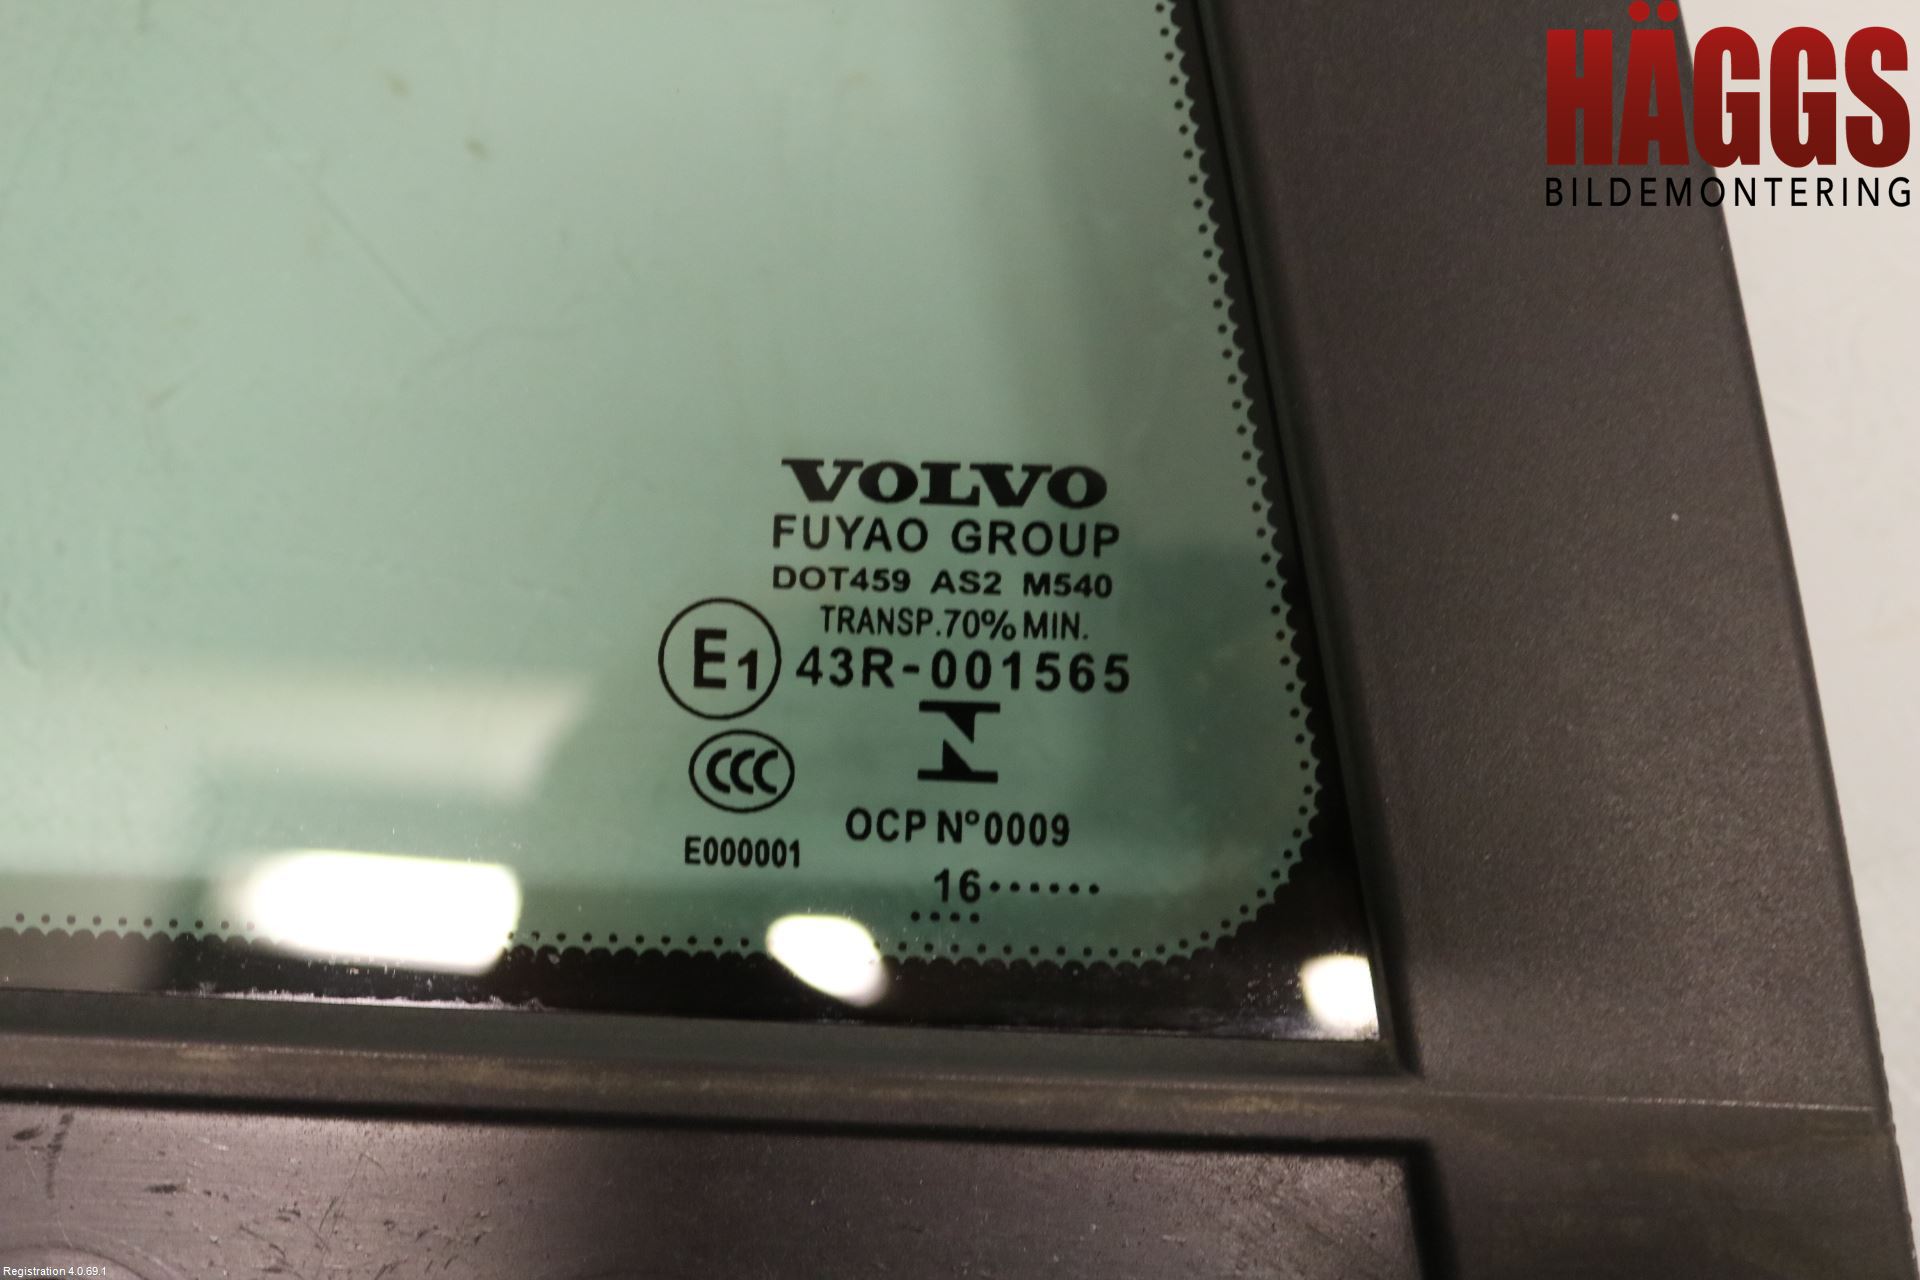 HÄGGS
BILDEMONTERING
VOLVO
FUYAO GROUP
DOT459 AS2 M540
TRANSP.70% MIN.
E1 43R-001565
CCC
OCP Nº0009
E000001
16......
....
Registration 4.0.69.1